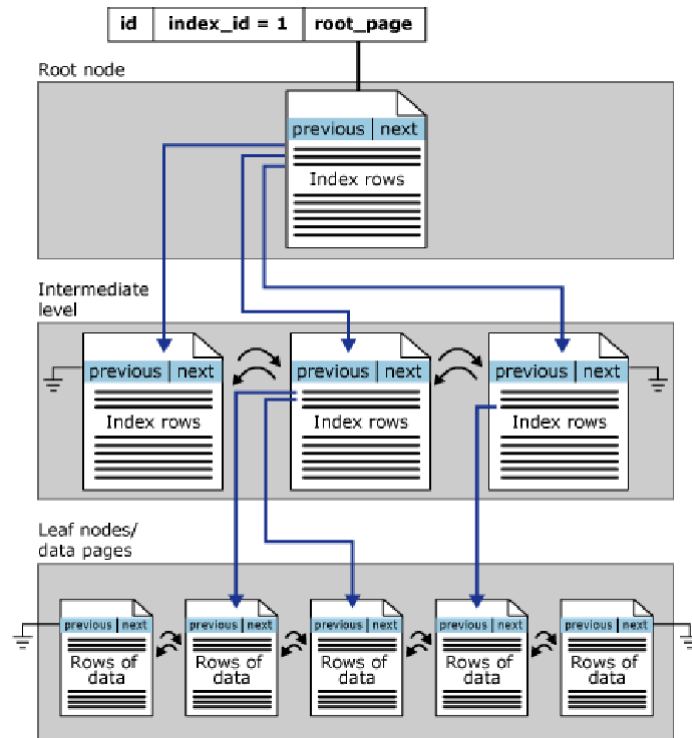 id index_id = 1 root_page
Root node
previous next
Index rows
Intermediate
level
previous next previous next previous next
Index rows Index rows Index rows
Leaf nodes/
data pages
previous next previous next previous next previous next previous next
Rows of Rows of Rows of Rows of Rows of
data data data data data